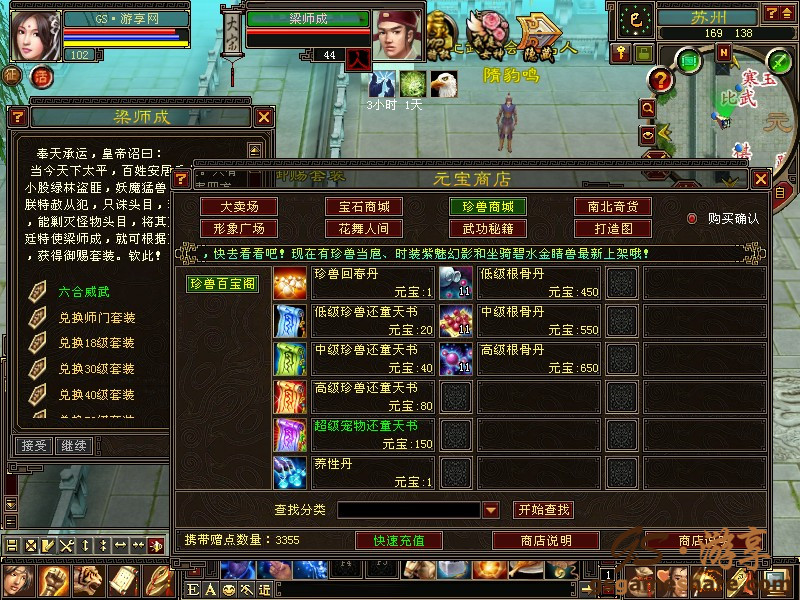 GS·游享网
102
大宋
梁师成
44
苏州
169 138
N
3小时 1天
隋豹鸣
寒玉
比武
梁师成
奉天承运，皇帝诏曰：
当今天下太平，百姓安居
小股绿林盗匪，妖魔猛兽
朕特赦从犯，只诛头目，
，能剿灭怪物头目，将其
廷特使梁师成，就可根据
，获得御赐套装。钦此！
六合威武
兑换师门套装
兑换18级套装
兑换30级套装
兑换40级套装
接受 继续
元宝商店
大卖场 宝石商城 珍兽商城 南北奇货
形象广场 花舞人间 武功秘籍 打造图
购买确认
，快去看看吧！现在有珍兽当扈、时装紫魅幻影和坐骑碧水金睛兽最新上架哦！
珍兽百宝阁
珍兽回春丹
元宝:1
低级根骨丹
11
元宝:450
低级珍兽还童天书
元宝:20
中级根骨丹
11
元宝:550
中级珍兽还童天书
元宝:40
高级根骨丹
11
元宝:650
高级珍兽还童天书
元宝:80
超级宠物还童天书
元宝:150
养性丹
元宝:1
查找分类 开始查找
携带赠点数量：3355 快速充值 商店说明
E A 近
1
GS·游享